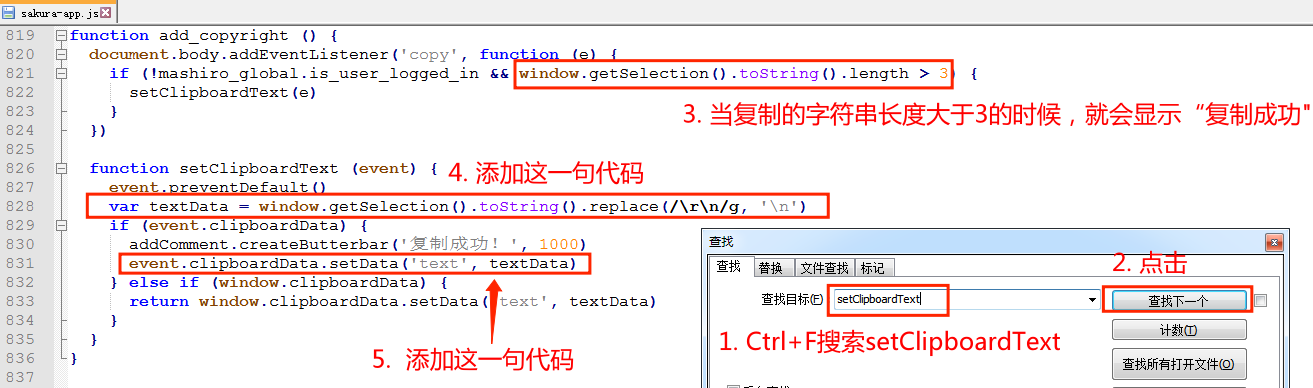 sakura-app.js
819 function add_copyright () {
820 document.body.addEventListener('copy', function (e) {
821 if (!mashiro_global.is_user_logged_in && window.getSelection().toString().length > 3) {
822 setClipboardText(e)
823 }
824 })
825
826 function setClipboardText (event) {
827 event.preventDefault()
828 var textData = window.getSelection().toString().replace(/\r\n/g, '\n')
829 if (event.clipboardData) {
830 addComment.createButterbar('复制成功！', 1000)
831 event.clipboardData.setData('text', textData)
832 } else if (window.clipboardData) {
833 return window.clipboardData.setData('text', textData)
834 }
835 }
836 }
837
3. 当复制的字符串长度大于3的时候，就会显示“复制成功"
4. 添加这一句代码
5. 添加这一句代码
查找
查找 替换 文件查找 标记
2. 点击
查找目标(F) setClipboardText 查找下一个
1. Ctrl+F搜索setClipboardText
计数(T)
查找所有打开文件(O)